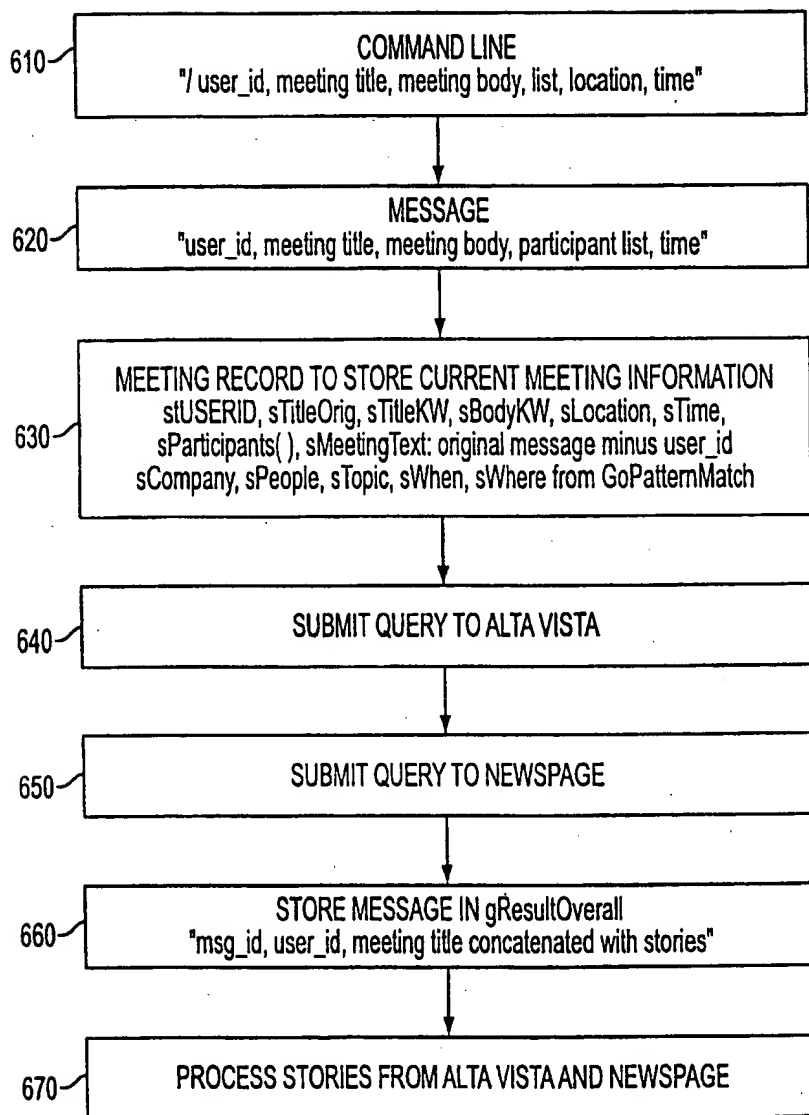 610
COMMAND LINE
"/ user_id, meeting title, meeting body, list, location, time"
620
MESSAGE
"user_id, meeting title, meeting body, participant list, time"
630
MEETING RECORD TO STORE CURRENT MEETING INFORMATION
stUSERID, sTitleOrig, sTitleKW, sBodyKW, sLocation, sTime,
sParticipants( ), sMeetingText: original message minus user_id
sCompany, sPeople, sTopic, sWhen, sWhere from GoPatternMatch
640
SUBMIT QUERY TO ALTA VISTA
650
SUBMIT QUERY TO NEWSPAGE
660
STORE MESSAGE IN gResultOverall
"msg_id, user_id, meeting title concatenated with stories"
670
PROCESS STORIES FROM ALTA VISTA AND NEWSPAGE